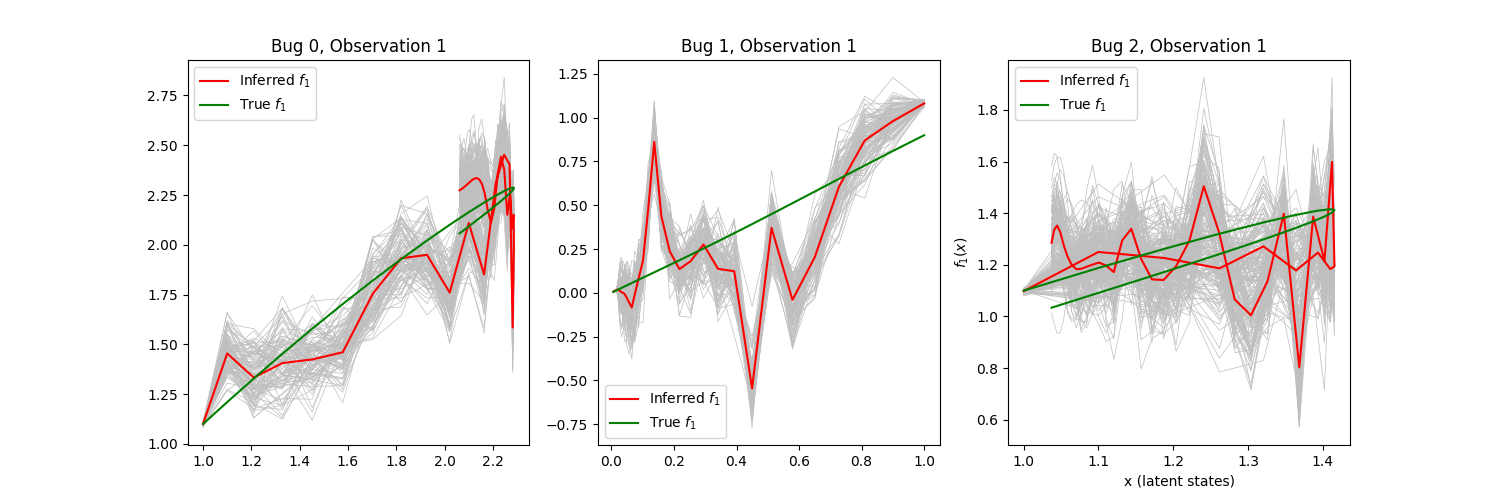 Bug 0, Observation 1
Inferred f₁
True f₁
2.75
2.50
2.25
2.00
1.75
1.50
1.25
1.00
1.0 1.2 1.4 1.6 1.8 2.0 2.2
Bug 1, Observation 1
1.25
1.00
0.75
0.50
0.25
0.00
−0.25
−0.50
−0.75
Inferred f₁
True f₁
0.0 0.2 0.4 0.6 0.8 1.0
Bug 2, Observation 1
Inferred f₁
True f₁
f₁(x)
1.8
1.6
1.4
1.2
1.0
0.8
0.6
1.0 1.1 1.2 1.3 1.4
x (latent states)